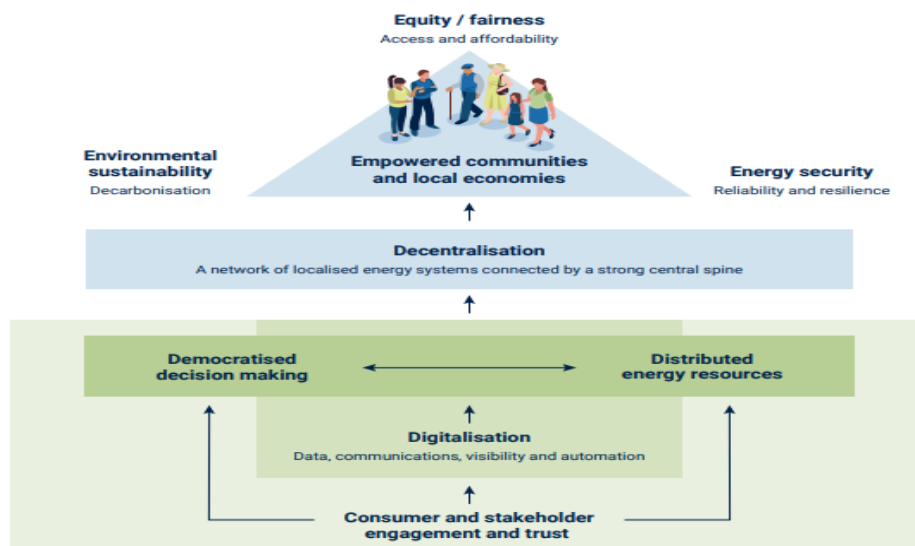 Equity / fairness
Access and affordability
Environmental
sustainability
Decarbonisation
Empowered communities
and local economies
Energy security
Reliability and resilience
Decentralisation
A network of localised energy systems connected by a strong central spine
Democratised
decision making
Distributed
energy resources
Digitalisation
Data, communications, visibility and automation
Consumer and stakeholder
engagement and trust